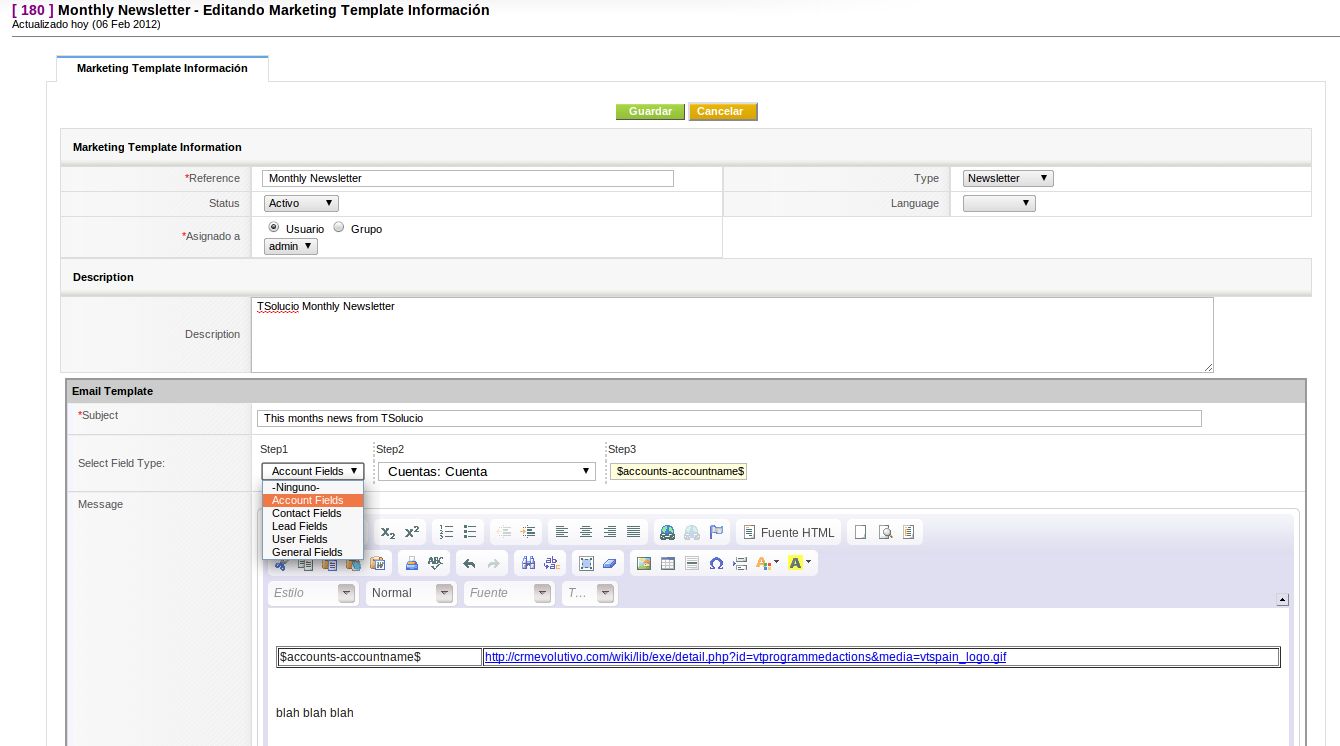 [ 180 ] Monthly Newsletter - Editando Marketing Template Información
Actualizado hoy (06 Feb 2012)
Marketing Template Información
Guardar Cancelar
Marketing Template Information
*Reference Monthly Newsletter Type Newsletter
Status Activo Language
*Asignado a Usuario Grupo
admin
Description
Description TSolucio Monthly Newsletter
Email Template
*Subject This months news from TSolucio
Step1 Step2 Step3
Select Field Type: Account Fields Cuentas: Cuenta $accounts-accountname$
-Ninguno-
Account Fields
Contact Fields
Lead Fields
User Fields
General Fields
Message
x2 x2 Fuente HTML
ABC
Estilo Normal Fuente T...
$accounts-accountname$ http://crmevolutivo.com/wiki/lib/exe/detail.php?id=vtprogrammedactions&media=vtspain_logo.gif
blah blah blah